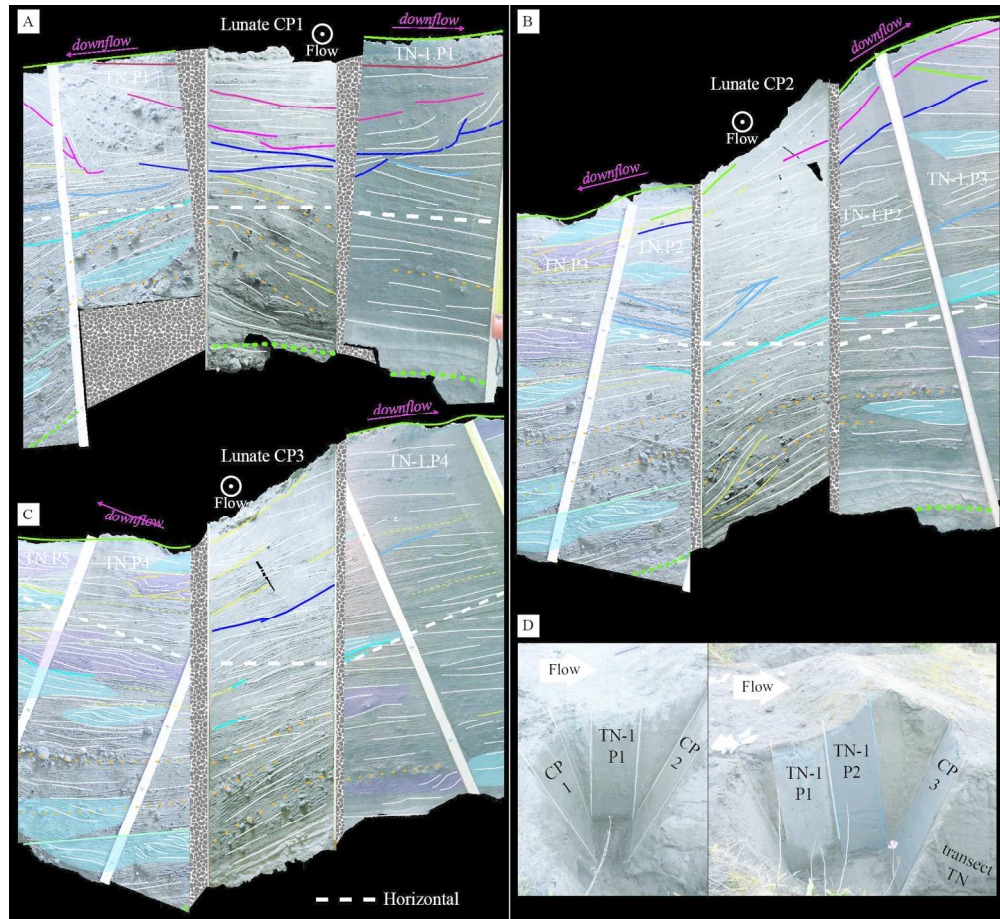 A
Lunate CP1
Flow
downflow
TN.P1
downflow
TN-1.P1
B
Lunate CP2
Flow
downflow
downflow
TN.P3
TN.P2
TN-1.P2
TN-1.P3
C
Lunate CP3
Flow
downflow
downflow
TN.P5
TN.P4
TN-1.P4
Horizontal
D
Flow
CP
1
TN-1
P1
CP
2
Flow
TN-1
P1
TN-1
P2
CP
3
transect
TN